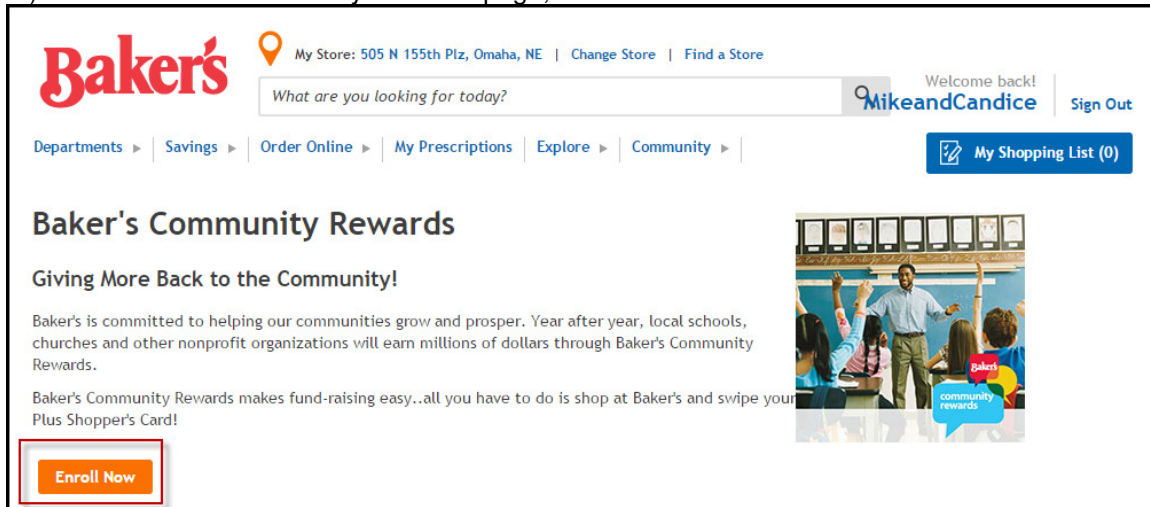 Baker's
My Store: 505 N 155th Plz, Omaha, NE | Change Store | Find a Store
What are you looking for today?
Welcome back!
MikeandCandice
Sign Out
Departments Savings Order Online My Prescriptions Explore Community
My Shopping List (0)
Baker's Community Rewards
Giving More Back to the Community!
Baker's is committed to helping our communities grow and prosper. Year after year, local schools,
churches and other nonprofit organizations will earn millions of dollars through Baker's Community
Rewards.
Baker's Community Rewards makes fund-raising easy..all you have to do is shop at Baker's and swipe your
Plus Shopper's Card!
Baker's
community
rewards
Enroll Now